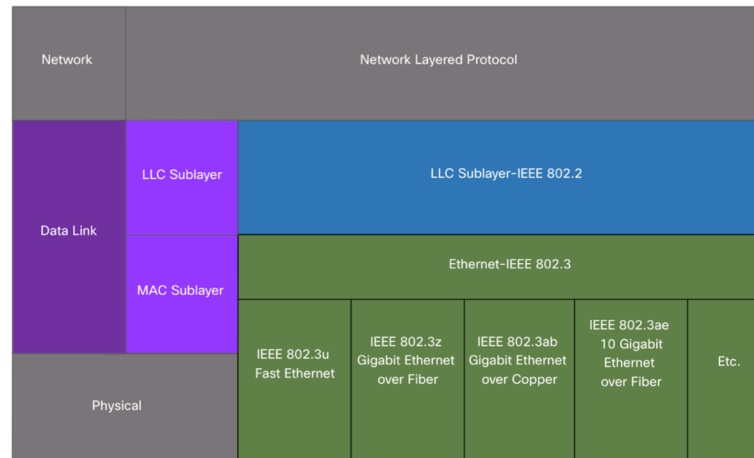 Network
Network Layered Protocol
Data Link
LLC Sublayer
LLC Sublayer-IEEE 802.2
MAC Sublayer
Ethernet-IEEE 802.3
Physical
IEEE 802.3u
Fast Ethernet
IEEE 802.3z
Gigabit Ethernet
over Fiber
IEEE 802.3ab
Gigabit Ethernet
over Copper
IEEE 802.3ae
10 Gigabit
Ethernet
over Fiber
Etc.